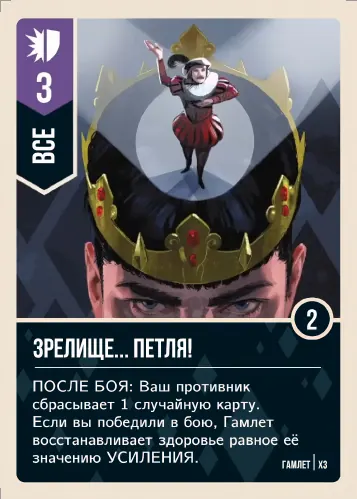 3
ВСЕ
2
ЗРЕЛИЩЕ... ПЕТЛЯ!
ПОСЛЕ БОЯ: Ваш противник
сбрасывает 1 случайную карту.
Если вы победили в бою, Гамлет
восстанавливает здоровье равное её
значению УСИЛЕНИЯ.
ГАМЛЕТ | X3